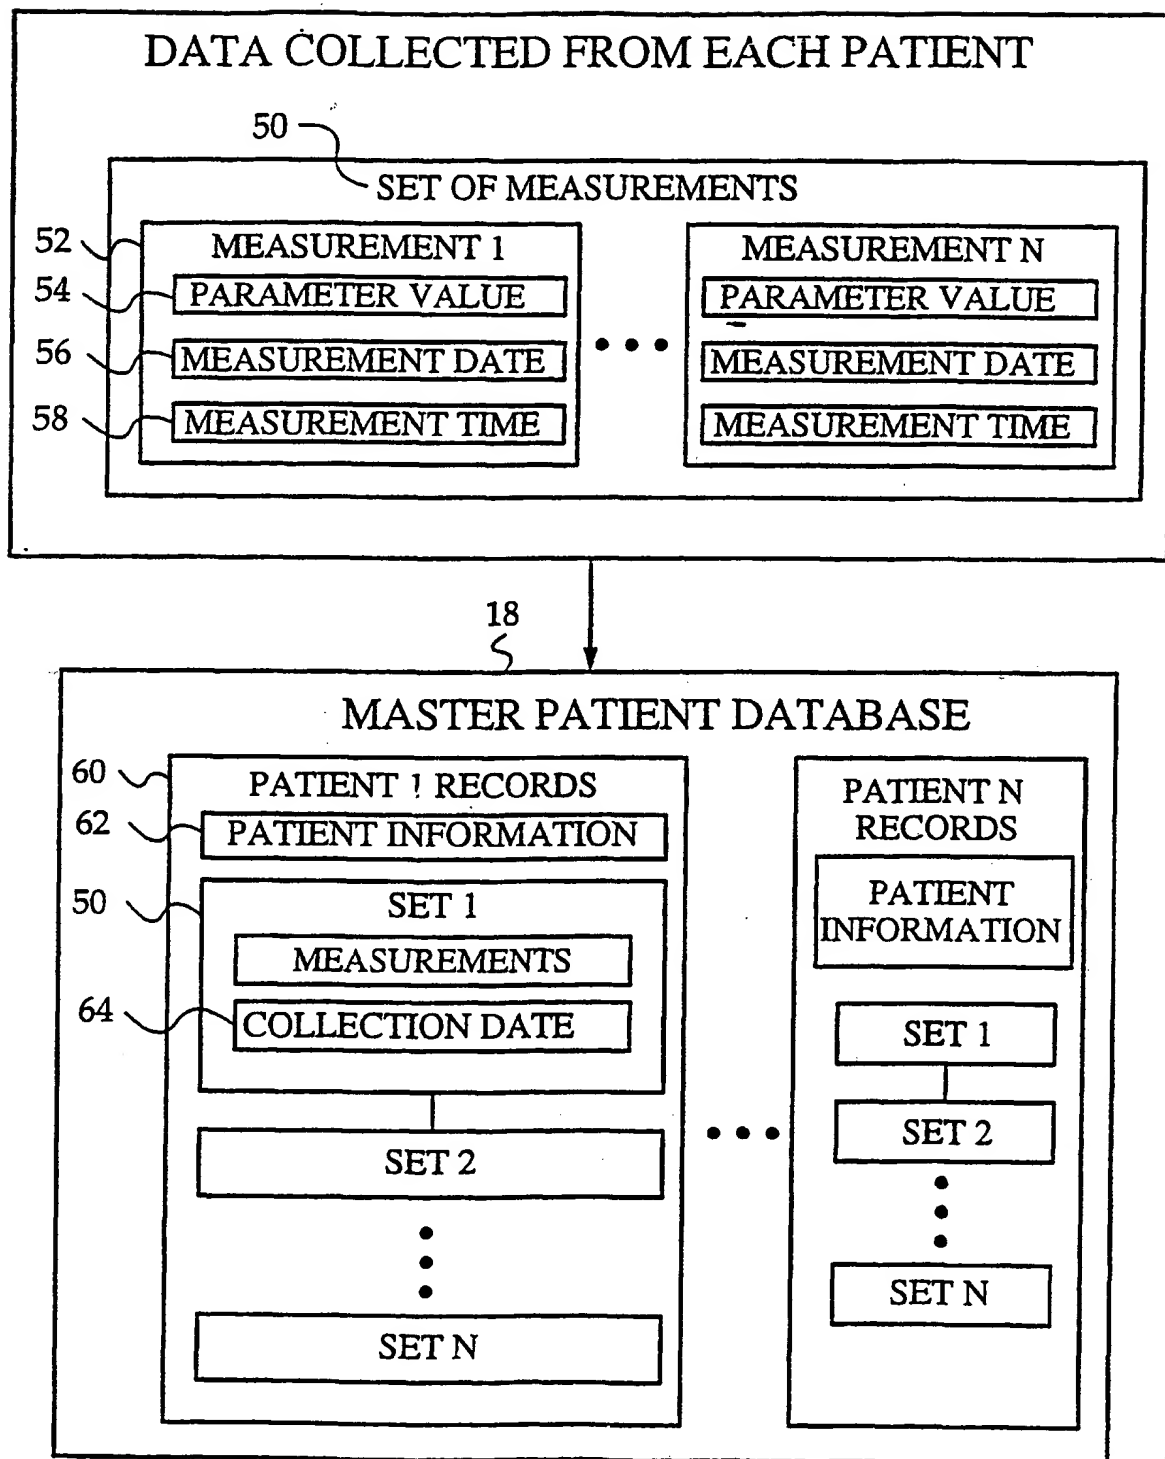 DATA COLLECTED FROM EACH PATIENT
50
SET OF MEASUREMENTS
52
MEASUREMENT 1
54
PARAMETER VALUE
56
MEASUREMENT DATE
58
MEASUREMENT TIME
MEASUREMENT N
PARAMETER VALUE
MEASUREMENT DATE
MEASUREMENT TIME
18
MASTER PATIENT DATABASE
60
PATIENT 1 RECORDS
62
PATIENT INFORMATION
50
SET 1
MEASUREMENTS
64
COLLECTION DATE
SET 2
SET N
PATIENT N
RECORDS
PATIENT
INFORMATION
SET 1
SET 2
SET N